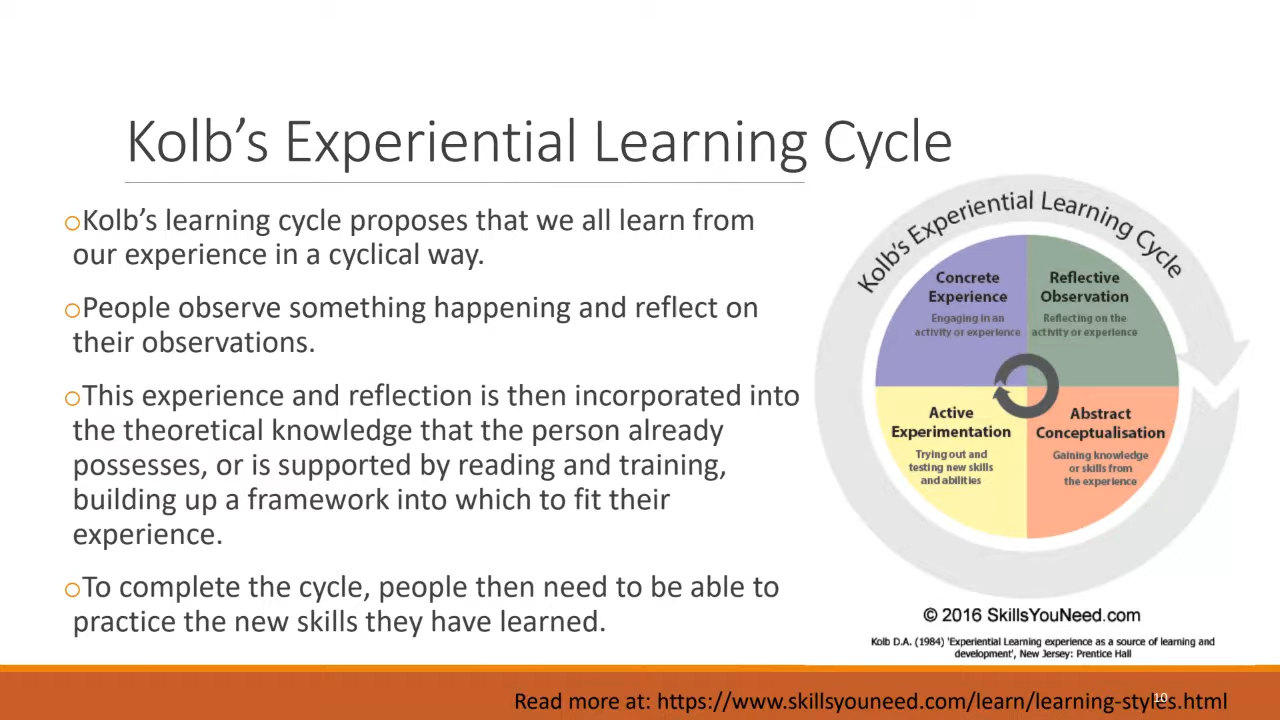 Kolb’s Experiential Learning Cycle
oKolb’s learning cycle proposes that we all learn from
our experience in a cyclical way.
oPeople observe something happening and reflect on
their observations.
oThis experience and reflection is then incorporated into
the theoretical knowledge that the person already
possesses, or is supported by reading and training,
building up a framework into which to fit their
experience.
oTo complete the cycle, people then need to be able to
practice the new skills they have learned.
Kolb's Experiential Learning Cycle
Concrete
Experience
Engaging in an
activity or experience
Reflective
Observation
Reflecting on the
activity or experience
Active
Experimentation
Trying out and
testing new skills
and abilities
Abstract
Conceptualisation
Gaining knowledge
or skills from
the experience
© 2016 SkillsYouNeed.com
Kolb D.A. (1984) 'Experiential Learning experience as a source of learning and
development', New Jersey: Prentice Hall
Read more at: https://www.skillsyouneed.com/learn/learning-styles.html
10